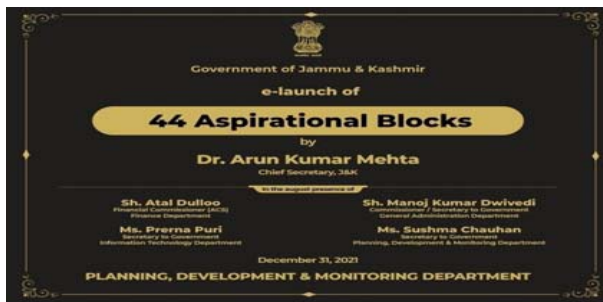 Government of Jammu & Kashmir
e-launch of
44 Aspirational Blocks
by
Dr. Arun Kumar Mehta
Chief Secretary, J&K
In the august presence of
Sh. Atal Dulloo
Financial Commissioner (ACS)
Finance Department
Sh. Manoj Kumar Dwivedi
Commissioner / Secretary to Government
General Administration Department
Ms. Prerna Puri
Secretary to Government
Information Technology Department
Ms. Sushma Chauhan
Secretary to Government
Planning, Development & Monitoring Department
December 31, 2021
PLANNING, DEVELOPMENT & MONITORING DEPARTMENT